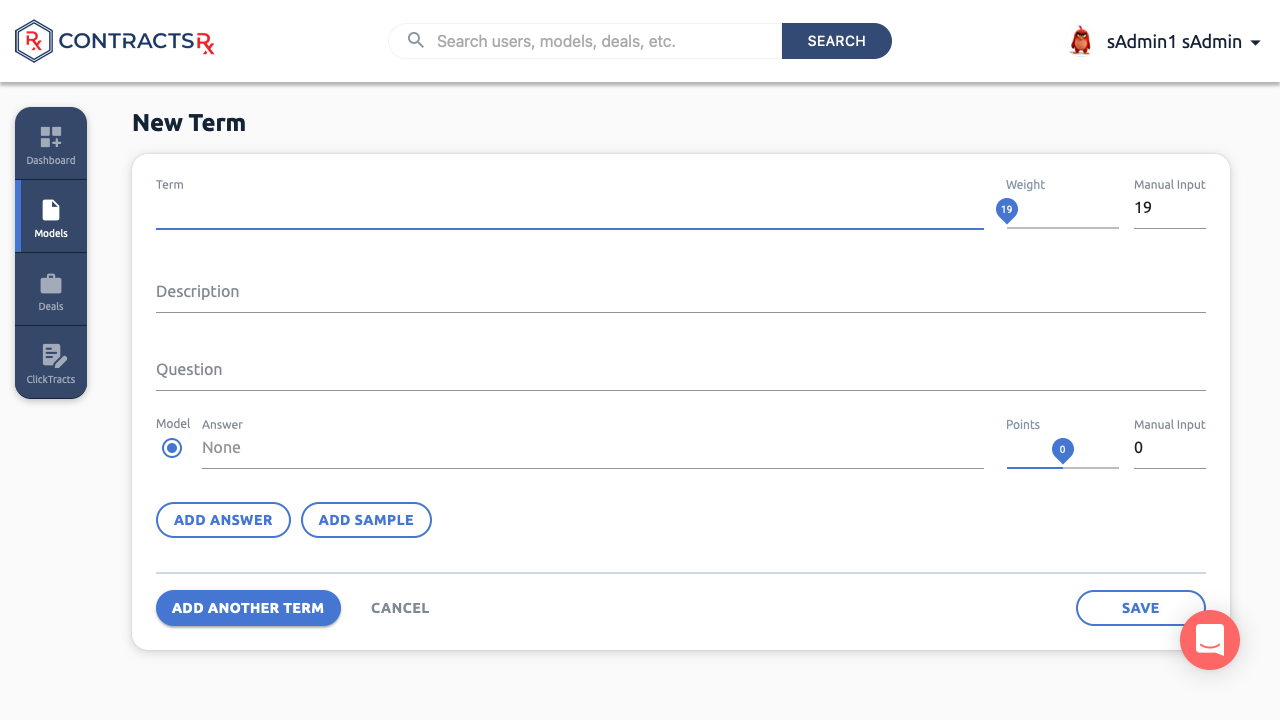 CONTRACTSRx
Search users, models, deals, etc.
SEARCH
sAdmin1 sAdmin
Dashboard
Models
Deals
ClickTracts
New Term
Term
Weight
Manual Input
19
19
Description
Question
Model
Answer
Points
Manual Input
None
0
0
ADD ANSWER
ADD SAMPLE
ADD ANOTHER TERM
CANCEL
SAVE